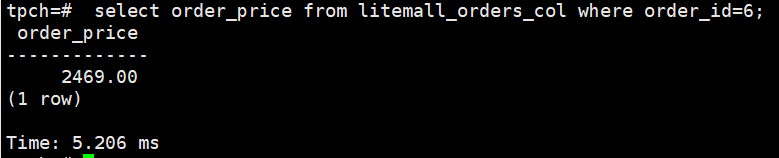 tpch=#  select order_price from litemall_orders_col where order_id=6;
 order_price
-------------
     2469.00
(1 row)

Time: 5.206 ms